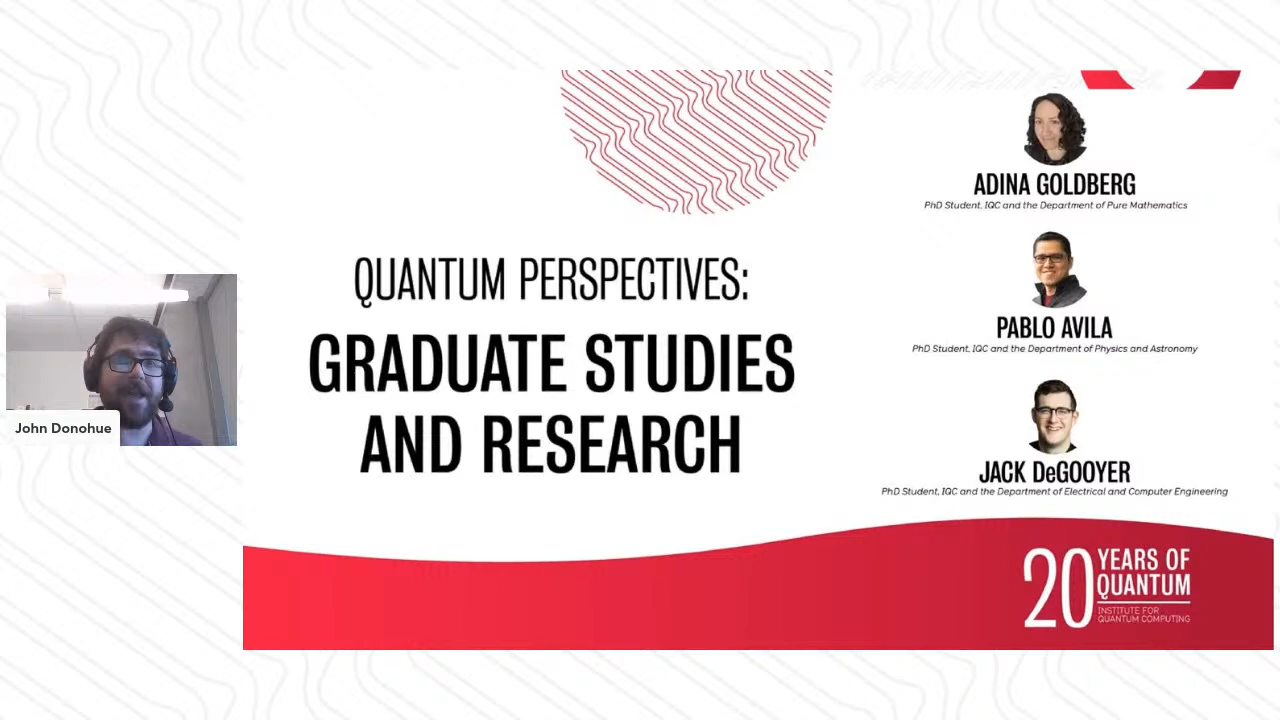 John Donohue
QUANTUM PERSPECTIVES:
GRADUATE STUDIES
AND RESEARCH
ADINA GOLDBERG
PhD Student, IQC and the Department of Pure Mathematics
PABLO AVILA
PhD Student, IQC and the Department of Physics and Astronomy
JACK DeGOOYER
PhD Student, IQC and the Department of Electrical and Computer Engineering
20 YEARS OF
QUANTUM
INSTITUTE FOR
QUANTUM COMPUTING